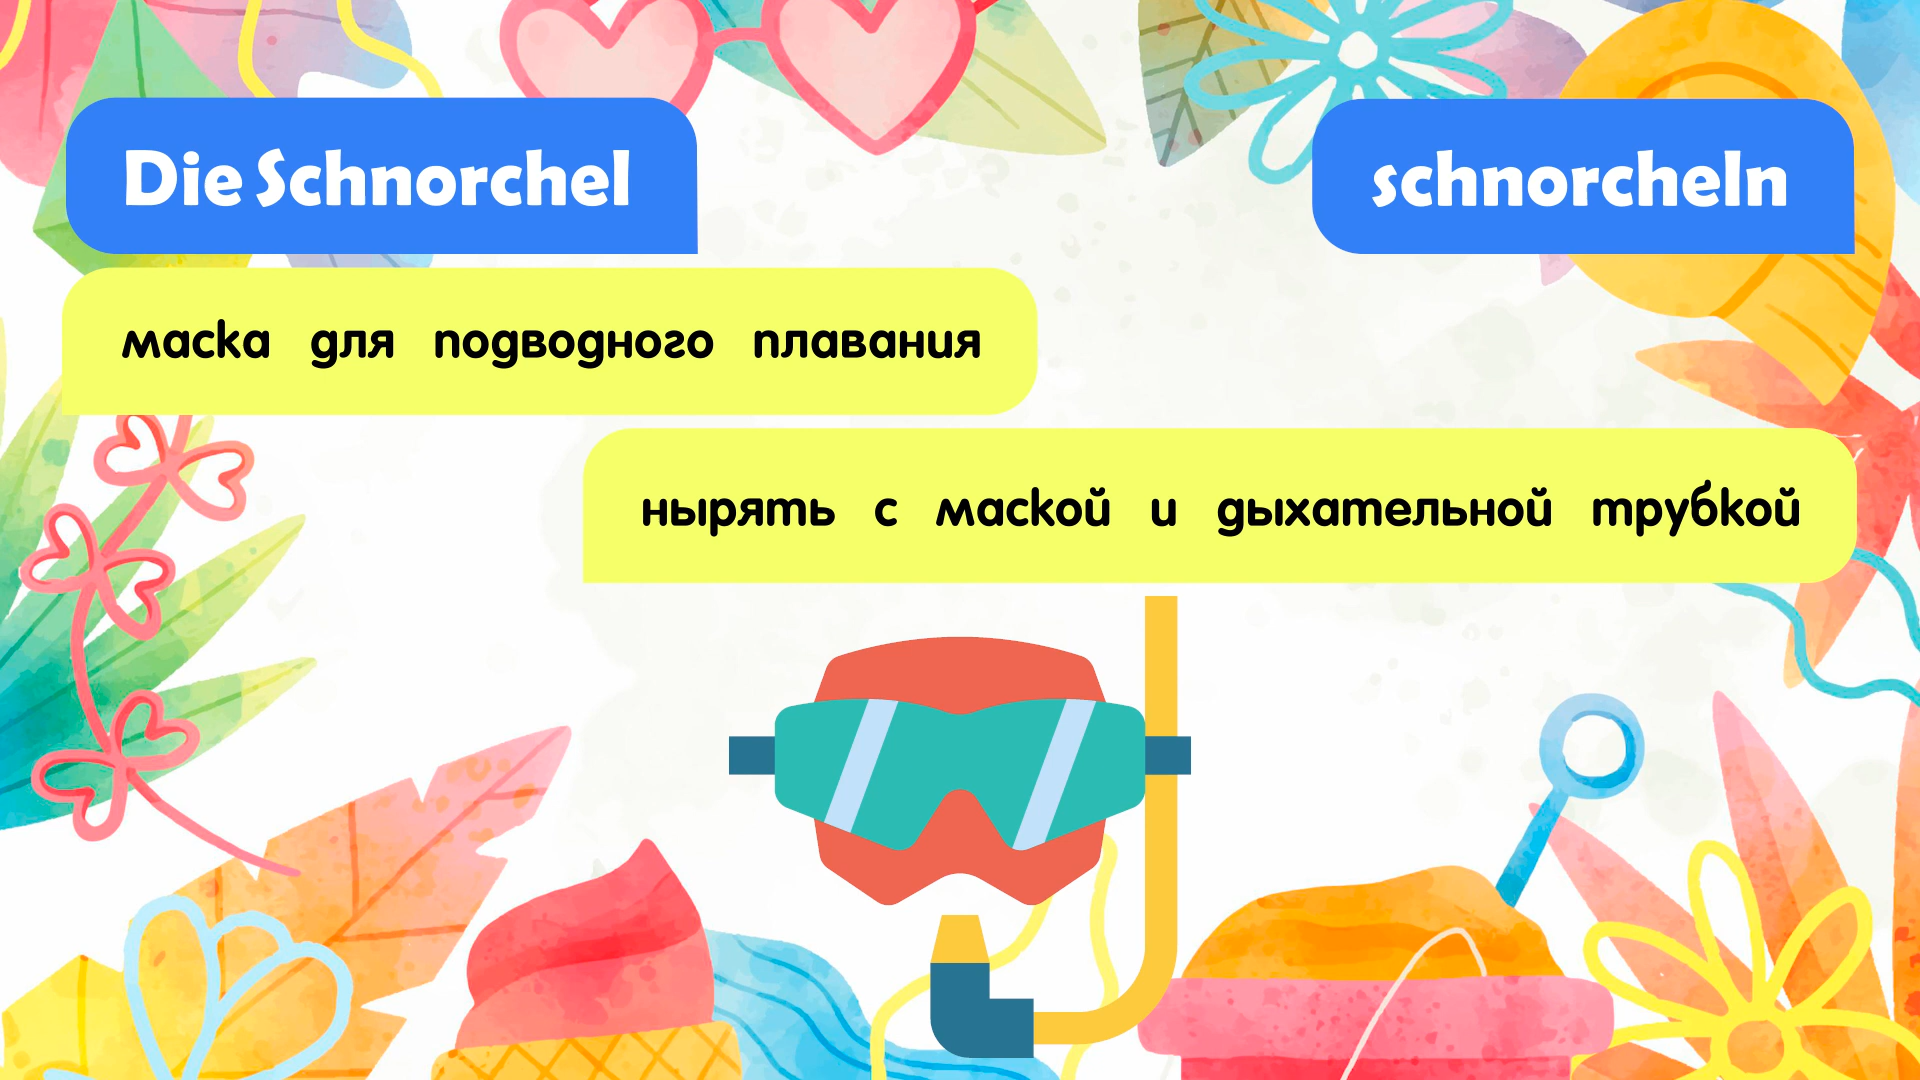 Die Schnorchel
schnorcheln
маска для подводного плавания
нырять с маской и дыхательной трубкой